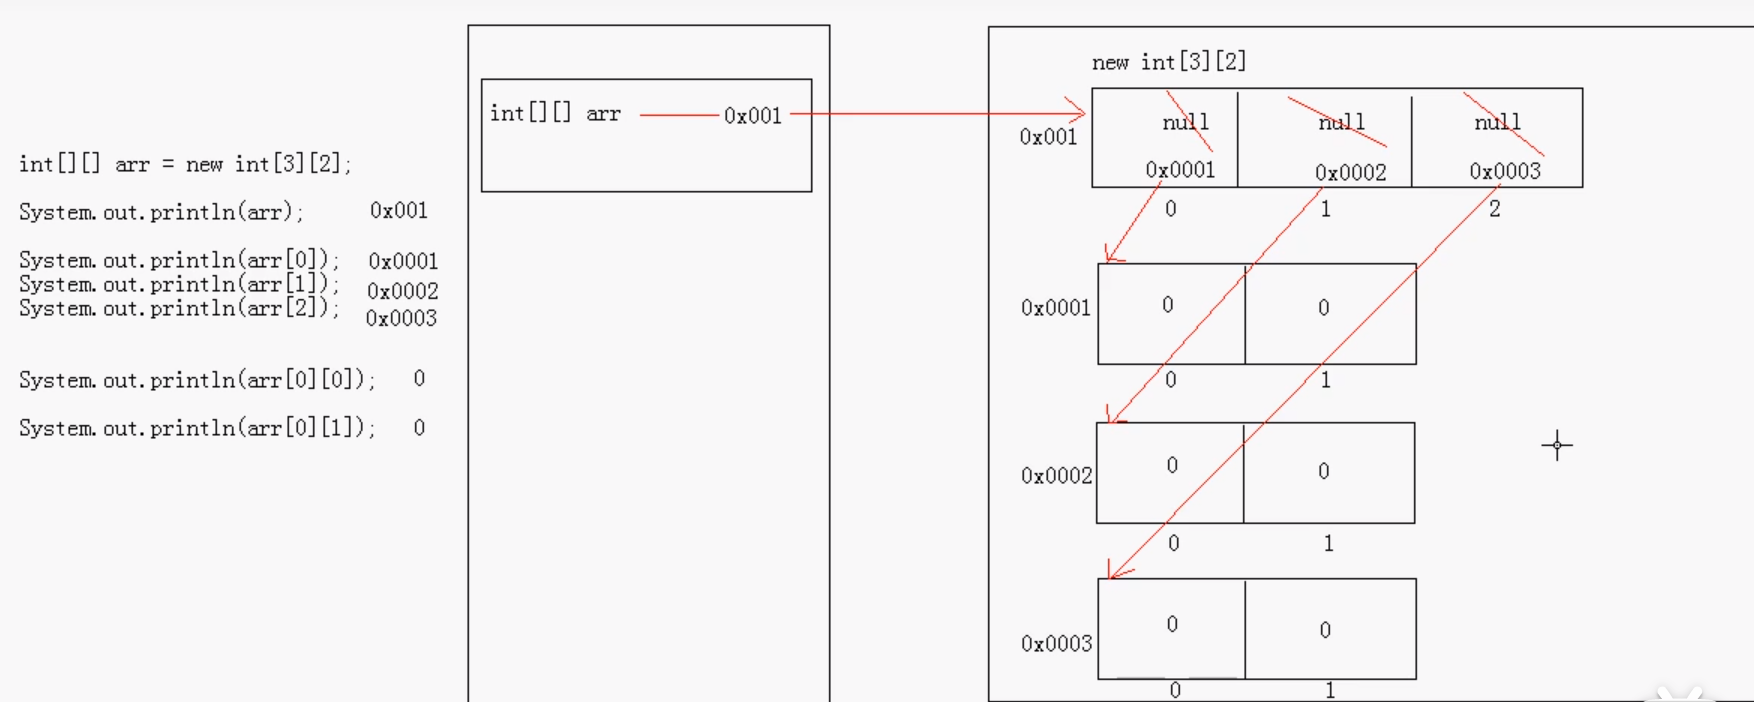 int[][] arr = new int[3][2];
System.out.println(arr); 0x001
System.out.println(arr[0]); 0x0001
System.out.println(arr[1]); 0x0002
System.out.println(arr[2]); 0x0003
System.out.println(arr[0][0]); 0
System.out.println(arr[0][1]); 0
int[][] arr 0x001
new int[3][2]
0x001
null null null
0x0001 0x0002 0x0003
0 1 2
0x0001 0 0
0 1
0x0002 0 0
0 1
0x0003 0 0
0 1